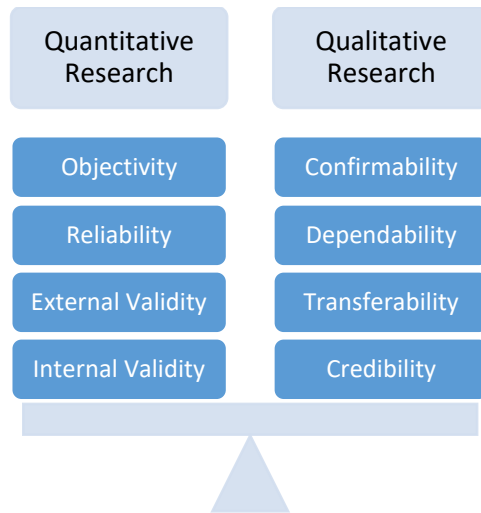 Quantitative
Research
Qualitative
Research
Objectivity
Confirmability
Reliability
Dependability
External Validity
Transferability
Internal Validity
Credibility